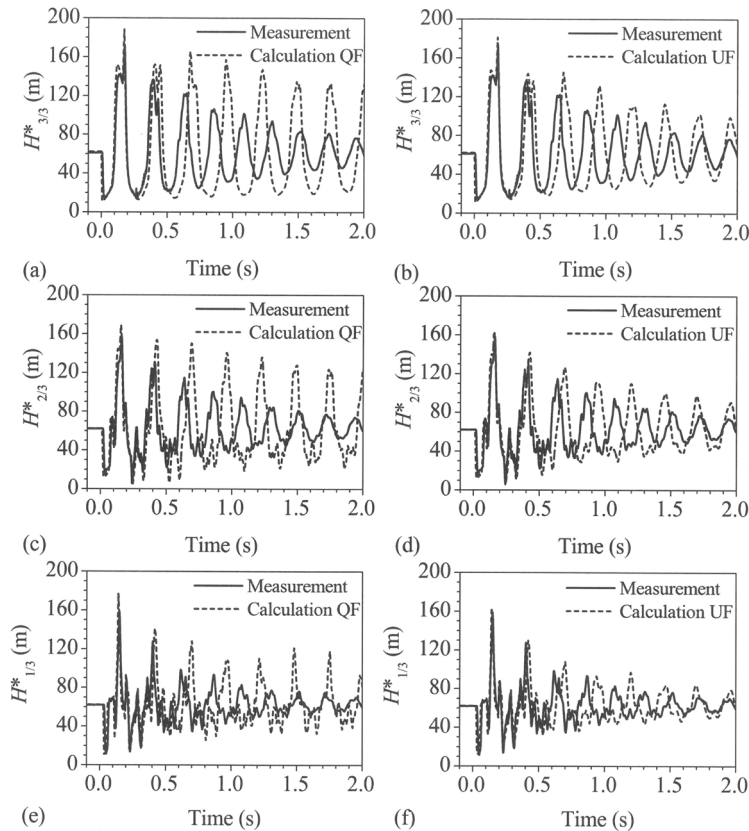 200
160
120
80
40
0
H*3/3 (m)
Measurement
Calculation QF
0.0 0.5 1.0 1.5 2.0
(a) Time (s)
200
160
120
80
40
0
H*3/3 (m)
Measurement
Calculation UF
0.0 0.5 1.0 1.5 2.0
(b) Time (s)
200
160
120
80
40
0
H*2/3 (m)
Measurement
Calculation QF
0.0 0.5 1.0 1.5 2.0
(c) Time (s)
200
160
120
80
40
0
H*2/3 (m)
Measurement
Calculation UF
0.0 0.5 1.0 1.5 2.0
(d) Time (s)
200
160
120
80
40
0
H*1/3 (m)
Measurement
Calculation QF
0.0 0.5 1.0 1.5 2.0
(e) Time (s)
200
160
120
80
40
0
H*1/3 (m)
Measurement
Calculation UF
0.0 0.5 1.0 1.5 2.0
(f) Time (s)